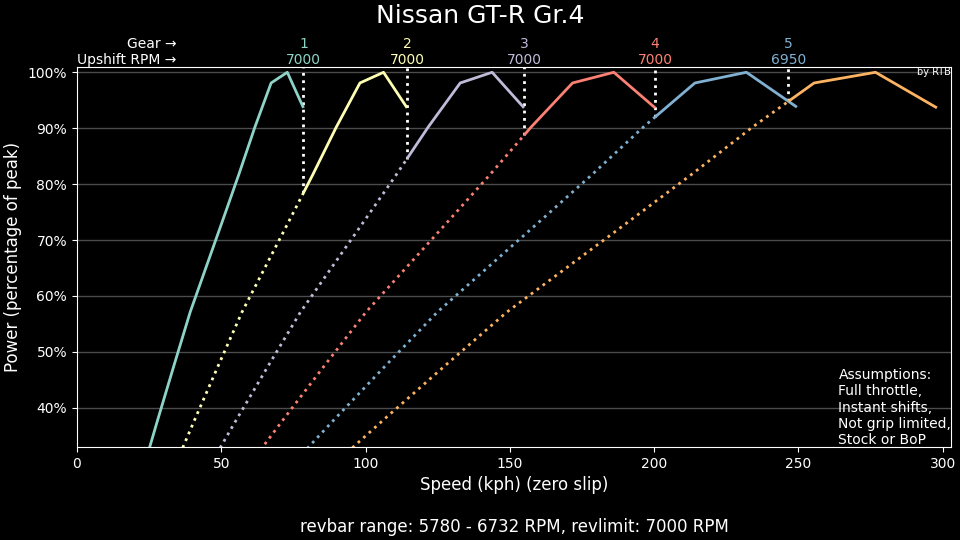 Nissan GT-R Gr.4
Gear → 1 2 3 4 5
Upshift RPM → 7000 7000 7000 7000 6950
by RTB
100%
90%
80%
70%
60%
50%
40%
Power (percentage of peak)
Assumptions:
Full throttle,
Instant shifts,
Not grip limited,
Stock or BoP
0 50 100 150 200 250 300
Speed (kph) (zero slip)
revbar range: 5780 - 6732 RPM, revlimit: 7000 RPM